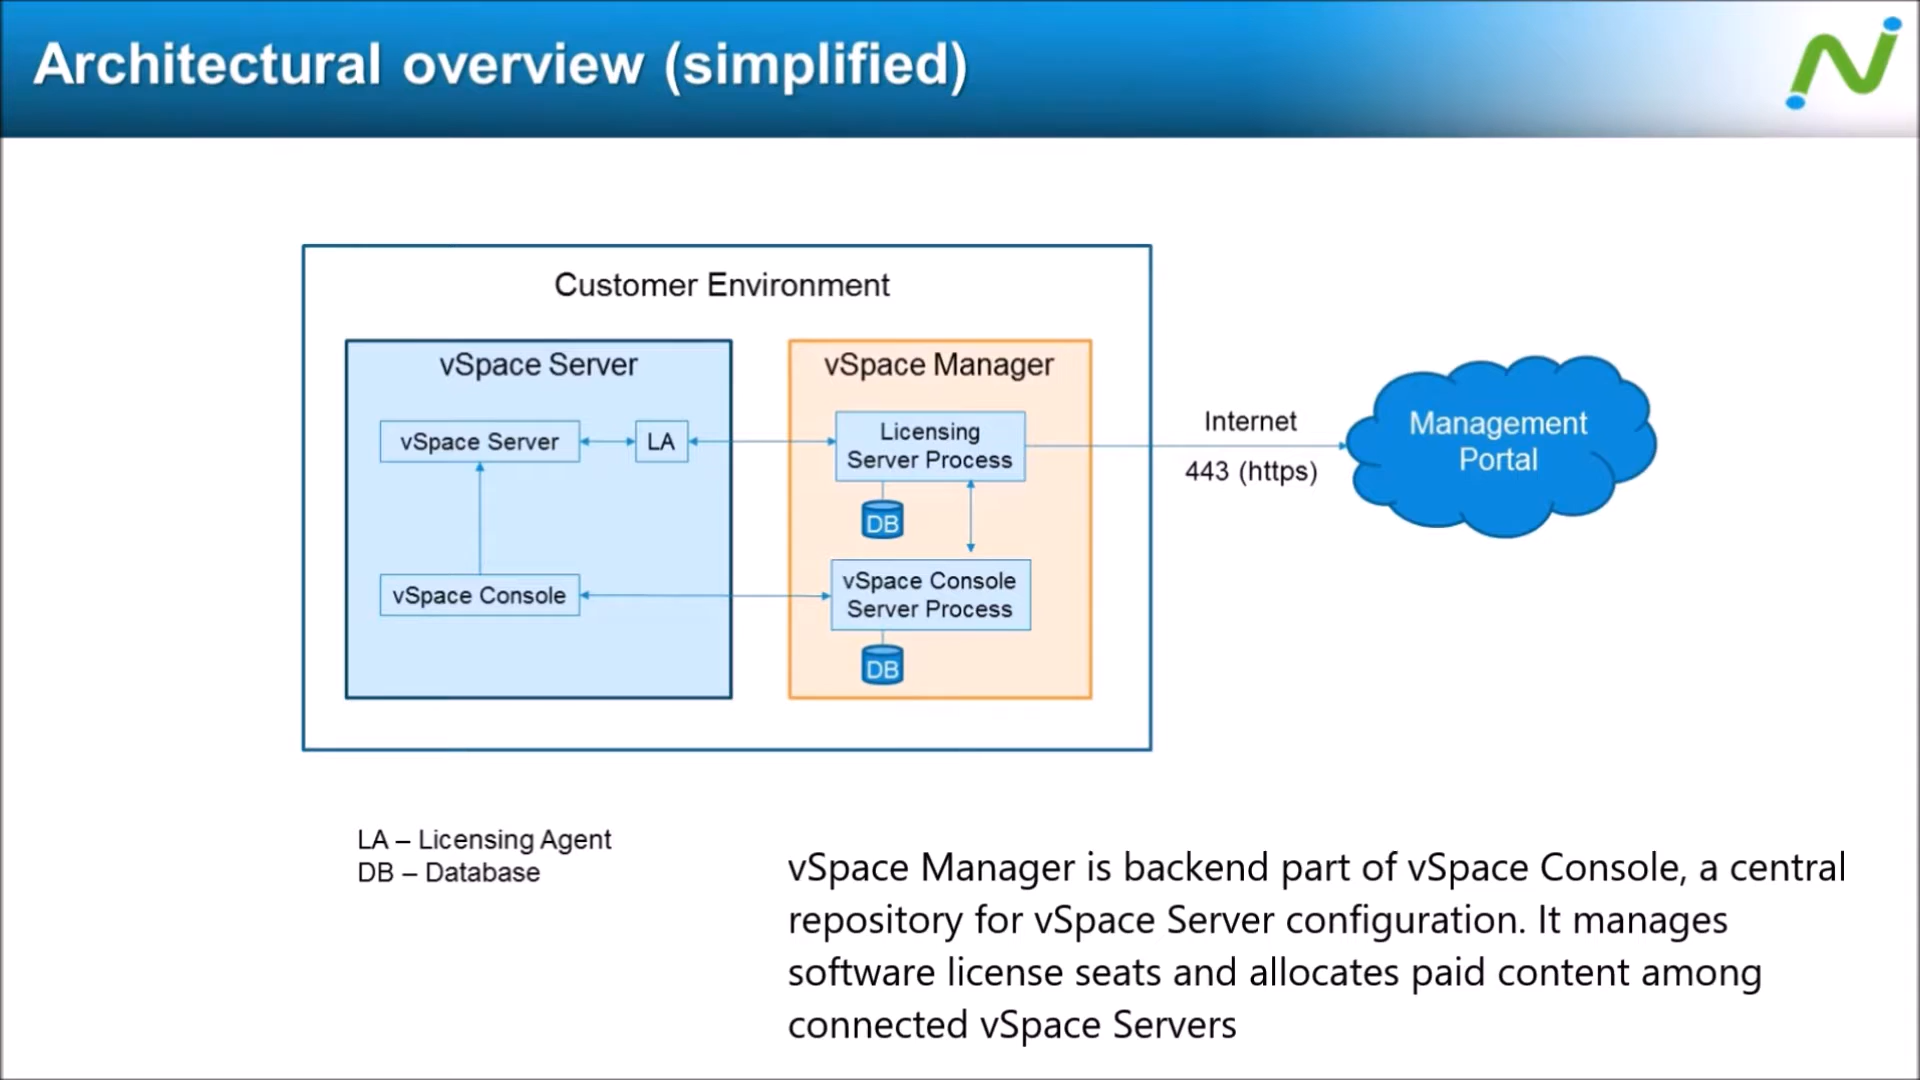 Architectural overview (simplified)
Customer Environment
vSpace Server
vSpace Manager
vSpace Server
LA
Licensing
Server Process
Internet
443 (https)
Management
Portal
DB
vSpace Console
vSpace Console
Server Process
DB
LA – Licensing Agent
DB – Database
vSpace Manager is backend part of vSpace Console, a central
repository for vSpace Server configuration. It manages
software license seats and allocates paid content among
connected vSpace Servers